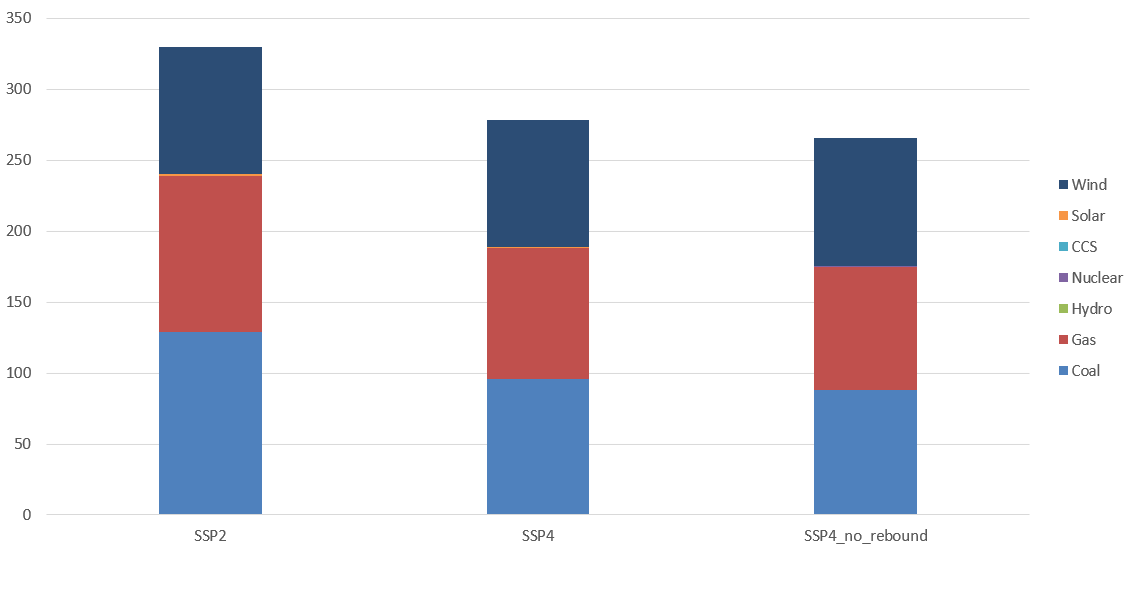 350
300
250
200
150
100
50
0
SSP2
SSP4
SSP4_no_rebound
Wind
Solar
CCS
Nuclear
Hydro
Gas
Coal